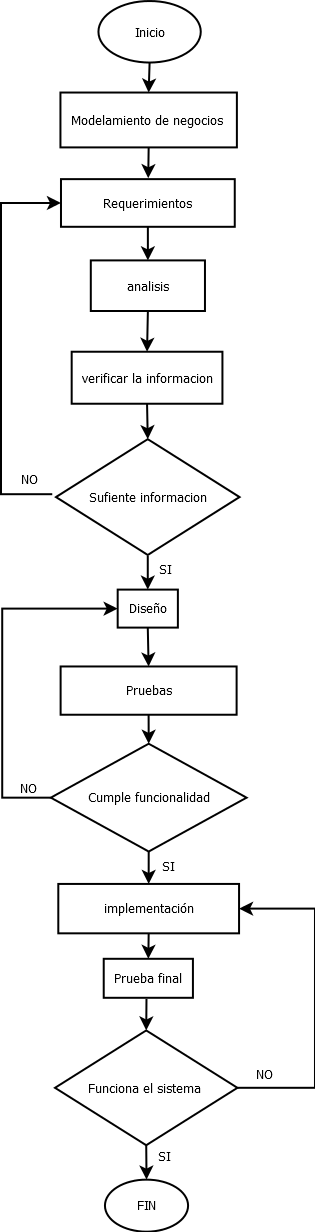 Inicio
Modelamiento de negocios
Requerimientos
analisis
verificar la informacion
NO
Sufiente informacion
SI
Diseño
Pruebas
NO
Cumple funcionalidad
SI
implementación
Prueba final
NO
Funciona el sistema
SI
FIN